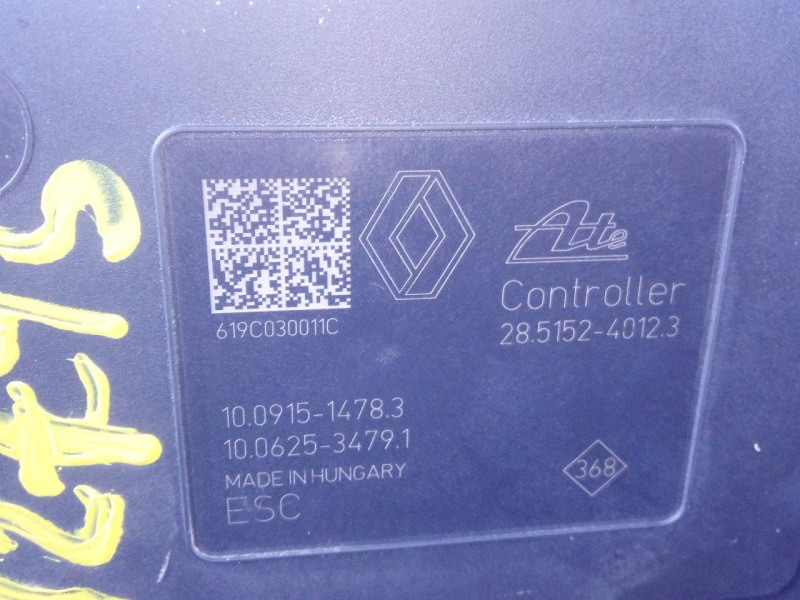 619C030011C
Ate
Controller
28.5152-4012.3
10.0915-1478.3
10.0625-3479.1
MADE IN HUNGARY
ESC
368